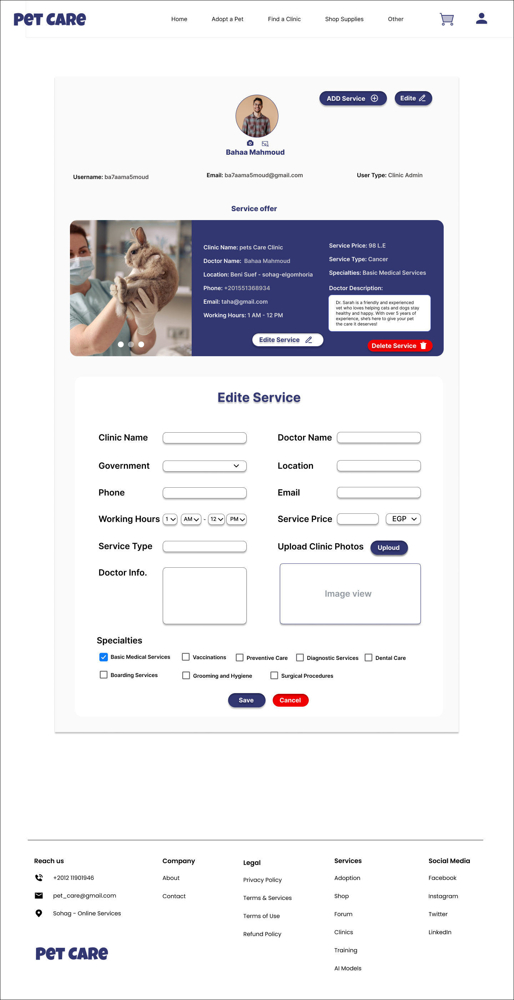 PET CARE
Home
Adopt a Pet
Find a Clinic
Shop Supplies
Other
ADD Service
Edite
Bahaa Mahmoud
Username: ba7aama5moud
Email: ba7aama5moud@gmail.com
User Type: Clinic Admin
Service offer
Clinic Name: pets Care Clinic
Doctor Name: Bahaa Mahmoud
Location: Beni Suef - sohag-elgomhoria
Phone: +201551368934
Email: taha@gmail.com
Working Hours: 1 AM - 12 PM
Service Price: 98 L.E
Service Type: Cancer
Specialties: Basic Medical Services
Doctor Description:
Dr. Sarah is a friendly and experienced
vet who loves helping cats and dogs stay
healthy and happy. With over 5 years of
experience, she's here to give your pet
the care it deserves!
Edite Service
Delete Service
Edite Service
Clinic Name
Doctor Name
Government
Location
Phone
Email
Working Hours 1 AM - 12 PM
Service Price EGP
Service Type
Upload Clinic Photos Uploud
Doctor Info.
Image view
Specialties
Basic Medical Services
Vaccinations
Preventive Care
Diagnostic Services
Dental Care
Boarding Services
Grooming and Hygiene
Surgical Procedures
Save
Cancel
Reach us
+2012 11901946
pet_care@gmail.com
Sohag - Online Services
PET CARE
Company
About
Contact
Legal
Privacy Policy
Terms & Services
Terms of Use
Refund Policy
Services
Adoption
Shop
Forum
Clinics
Training
AI Models
Social Media
Facebook
Instagram
Twitter
LinkedIn